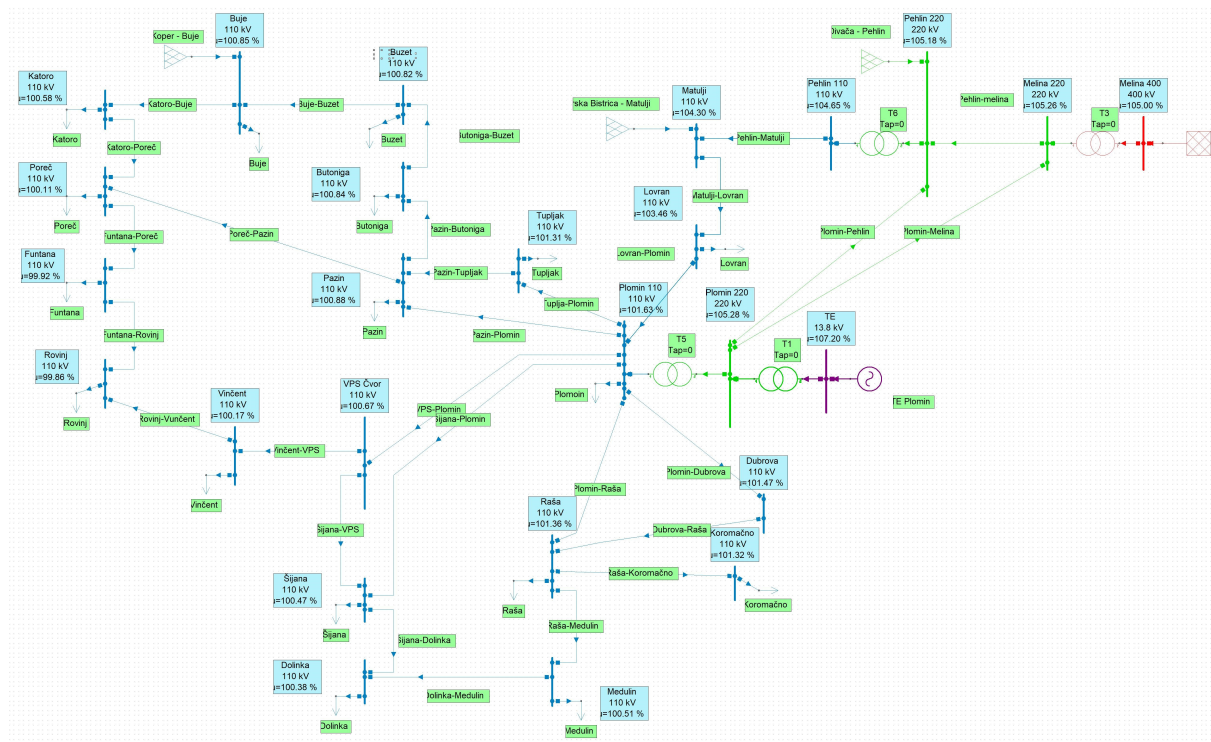 Buje
110 kV
u=100.85 %
Koper - Buje
Buzet
110 kV
u=100.82 %
Divača - Pehlin
Pehlin 220
220 kV
u=105.18 %
Katoro
110 kV
u=100.58 %
Katoro-Buje
Buje-Buzet
Matulji
110 kV
u=104.30 %
Pehlin 110
110 kV
u=104.65 %
Pehlin-melina
Melina 220
220 kV
u=105.26 %
Melina 400
400 kV
u=105.00 %
rska Bistrica - Matulji
T6
Tap=0
T3
Tap=0
Katoro
Katoro-Poreč
Buje
Buzet
Butoniga-Buzet
Pehlin-Matulji
Poreč
110 kV
u=100.11 %
Butoniga
110 kV
u=100.84 %
Lovran
110 kV
u=103.46 %
Matulji-Lovran
Poreč
Funtana-Poreč
Poreč-Pazin
Butoniga
Pazin-Butoniga
Tupljak
110 kV
u=101.31 %
Plomin-Pehlin
Plomin-Melina
Funtana
110 kV
u=99.92 %
Pazin
110 kV
u=100.88 %
Pazin-Tupljak
Tupljak
Lovran-Plomin
Lovran
Tuplja-Plomin
Plomin 110
110 kV
u=101.63 %
Plomin 220
220 kV
u=105.28 %
Funtana
Funtana-Rovinj
Pazin
Pazin-Plomin
T5
Tap=0
T1
Tap=0
TE
13.8 kV
u=107.20 %
Rovinj
110 kV
u=99.86 %
Plomoin
TE Plomin
Rovinj
Rovinj-Vunčent
Vinčent
110 kV
u=100.17 %
VPS Čvor
110 kV
u=100.67 %
VPS-Plomin
Šijana-Plomin
Vinčent-VPS
Vinčent
Plomin-Raša
Plomin-Dubrova
Dubrova
110 kV
u=101.47 %
Raša
110 kV
u=101.36 %
Šijana-VPS
Dubrova-Raša
Koromačno
110 kV
u=101.32 %
Šijana
110 kV
u=100.47 %
Raša-Koromačno
Koromačno
Raša
Šijana
Šijana-Dolinka
Raša-Medulin
Dolinka
110 kV
u=100.38 %
Dolinka-Medulin
Medulin
110 kV
u=100.51 %
Dolinka
Medulin